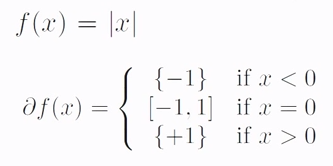 f(x) = |x|
∂f(x) = { {−1} if x < 0
[−1, 1] if x = 0
{+1} if x > 0